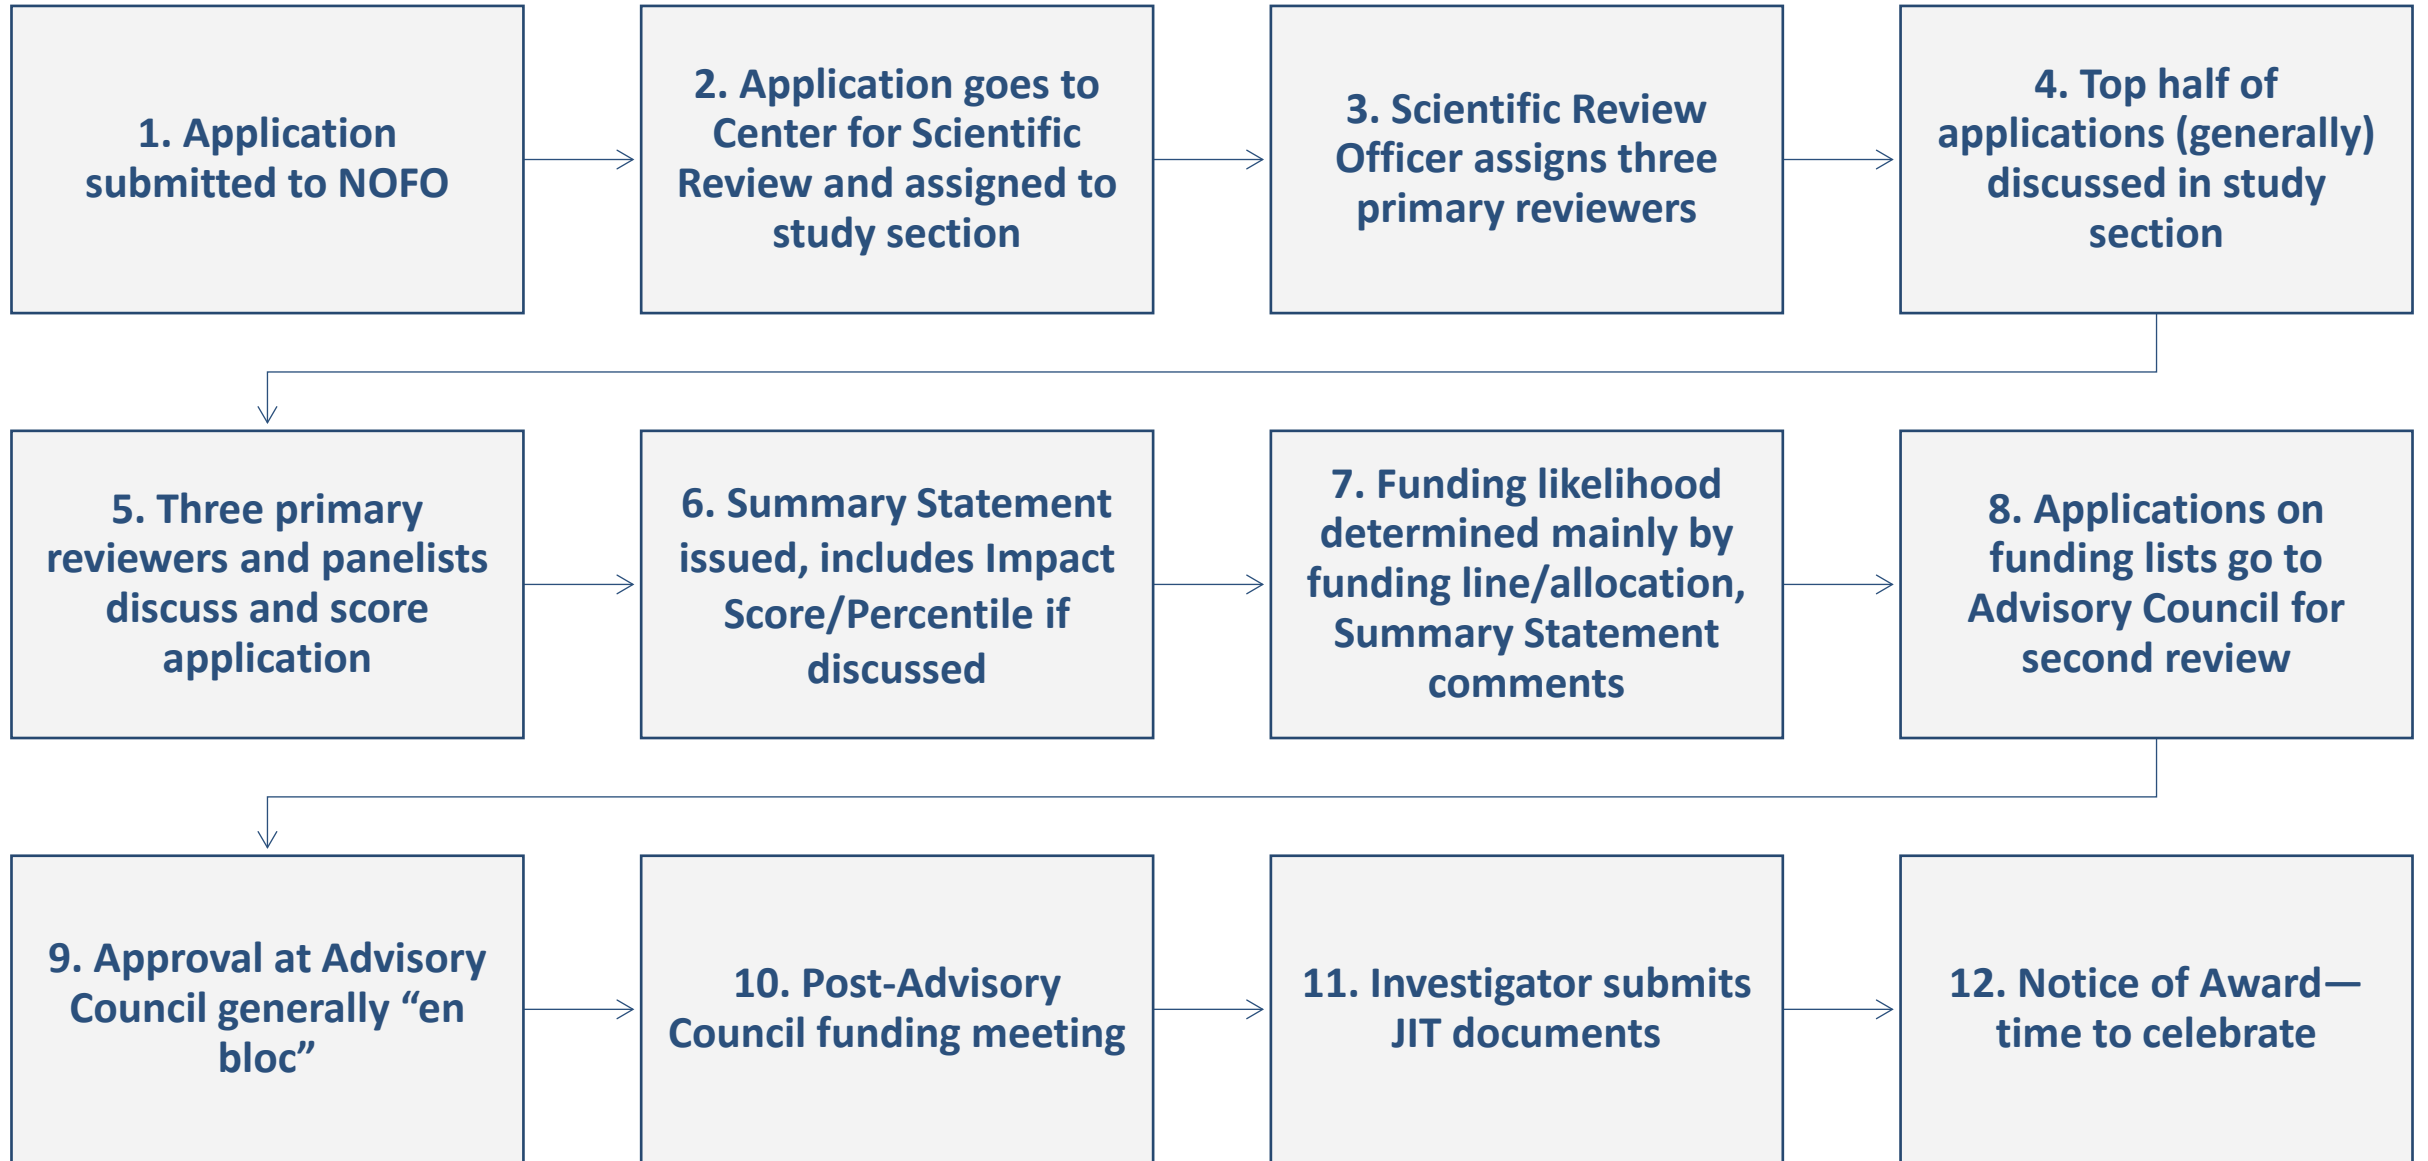 1. Application
submitted to NOFO
2. Application goes to
Center for Scientific
Review and assigned to
study section
3. Scientific Review
Officer assigns three
primary reviewers
4. Top half of
applications (generally)
discussed in study
section
5. Three primary
reviewers and panelists
discuss and score
application
6. Summary Statement
issued, includes Impact
Score/Percentile if
discussed
7. Funding likelihood
determined mainly by
funding line/allocation,
Summary Statement
comments
8. Applications on
funding lists go to
Advisory Council for
second review
9. Approval at Advisory
Council generally “en
bloc”
10. Post-Advisory
Council funding meeting
11. Investigator submits
JIT documents
12. Notice of Award—
time to celebrate